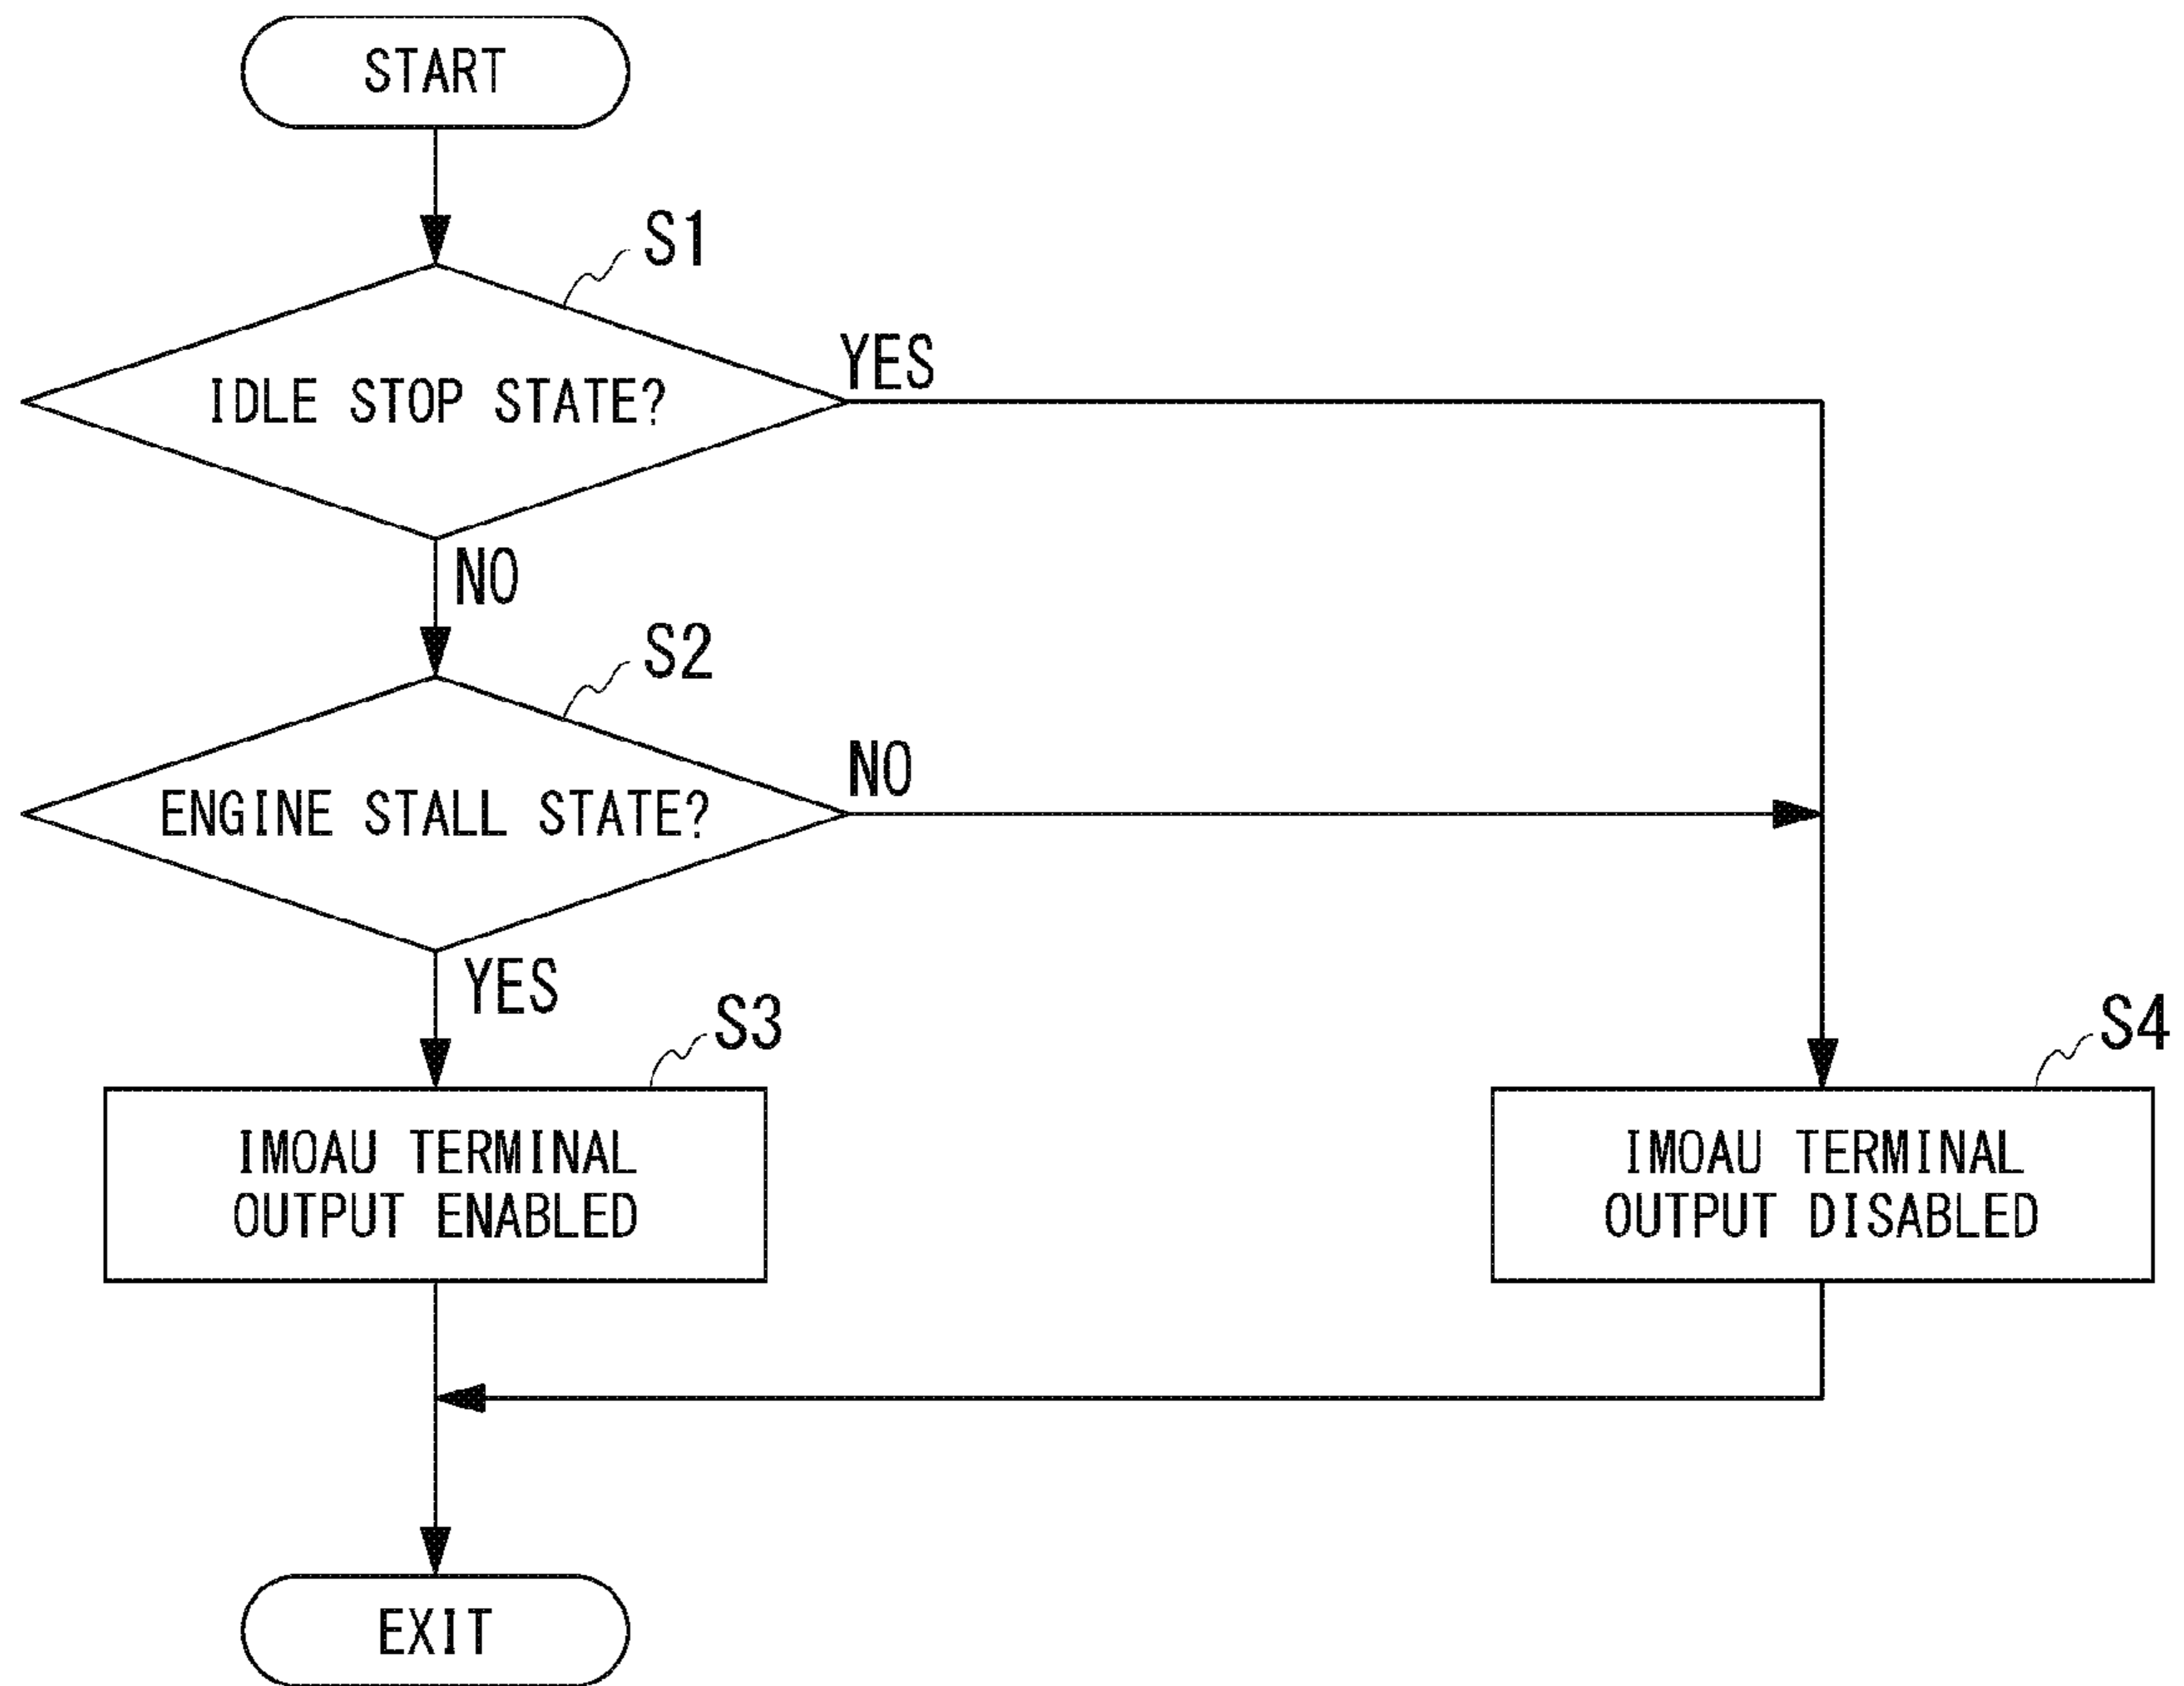 START
S1
IDLE STOP STATE?
YES
NO
S2
ENGINE STALL STATE?
NO
YES
S3
IMOAU TERMINAL
OUTPUT ENABLED
S4
IMOAU TERMINAL
OUTPUT DISABLED
EXIT